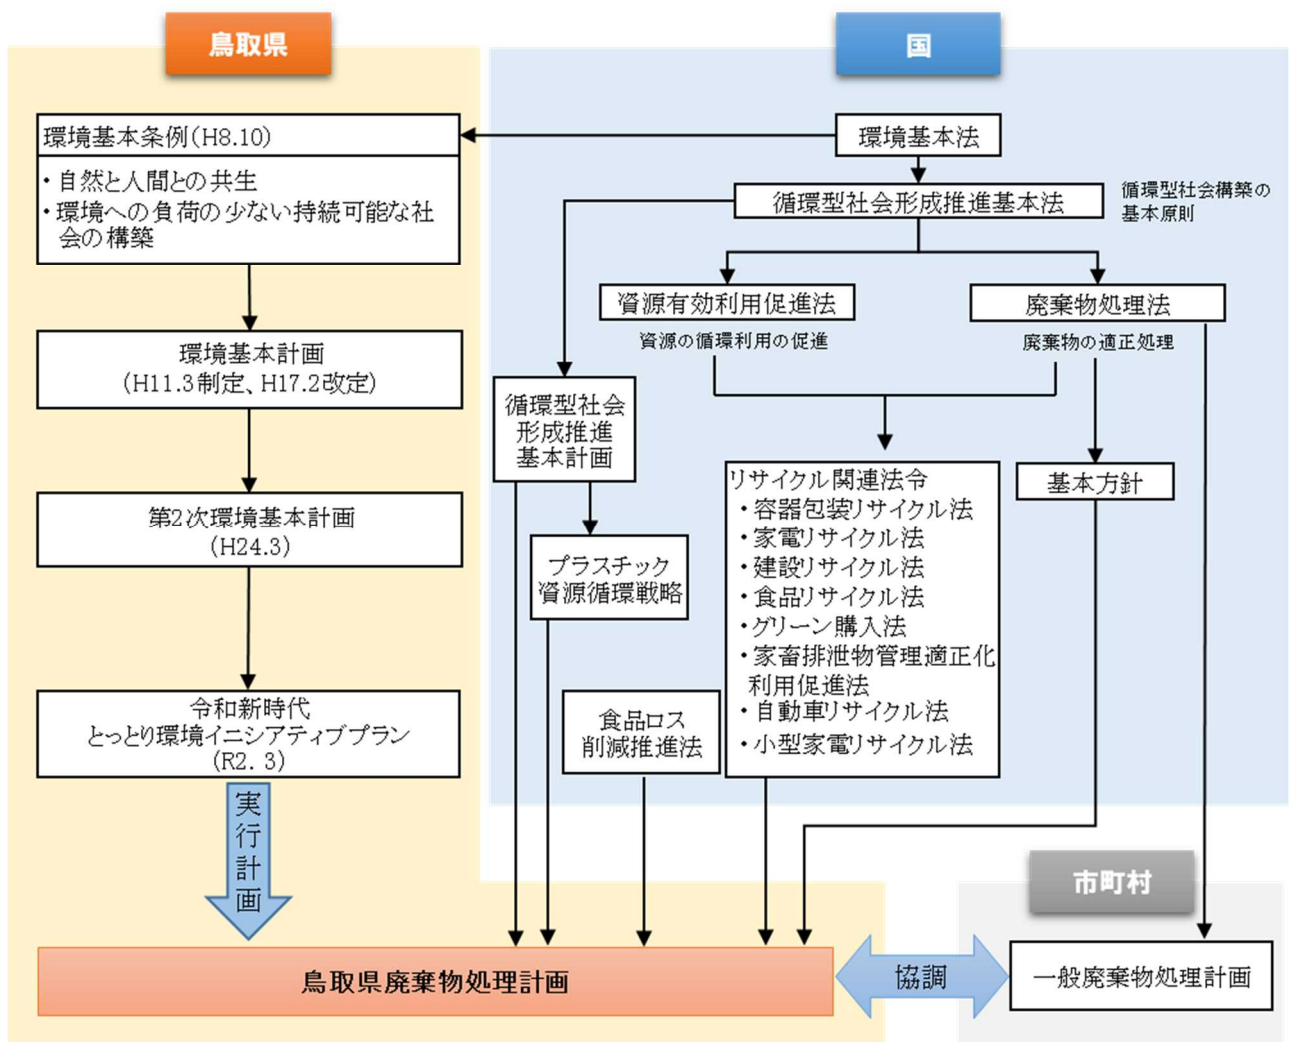 鳥取県
環境基本条例(H8.10)
・自然と人間との共生
・環境への負荷の少ない持続可能な社
会の構築
環境基本計画
(H11.3制定、H17.2改定)
第2次環境基本計画
(H24.3)
令和新時代
とっとり環境イニシアティブプラン
(R2. 3)
実
行
計
画
国
環境基本法
循環型社会形成推進基本法
循環型社会構築の
基本原則
資源有効利用促進法
資源の循環利用の促進
廃棄物処理法
廃棄物の適正処理
循環型社会
形成推進
基本計画
プラスチック
資源循環戦略
食品ロス
削減推進法
リサイクル関連法令
・容器包装リサイクル法
・家電リサイクル法
・建設リサイクル法
・食品リサイクル法
・グリーン購入法
・家畜排泄物管理適正化
利用促進法
・自動車リサイクル法
・小型家電リサイクル法
基本方針
市町村
鳥取県廃棄物処理計画
協調
一般廃棄物処理計画